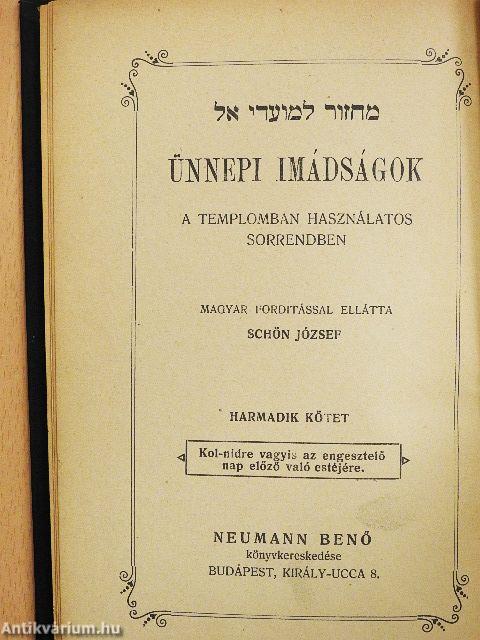 מחזור למועדי אל
ÜNNEPI IMÁDSÁGOK
A TEMPLOMBAN HASZNÁLATOS
SORRENDBEN
MAGYAR FORDITÁSSAL ELLÁTTA
SCHÖN JÓZSEF
HARMADIK KÖTET
Kol-nidre vagyis az engesztelő
nap előző való estéjére.
NEUMANN BENŐ
könyvkereskedése
BUDAPEST, KIRÁLY-UCCA 8.
Antikvárium.hu